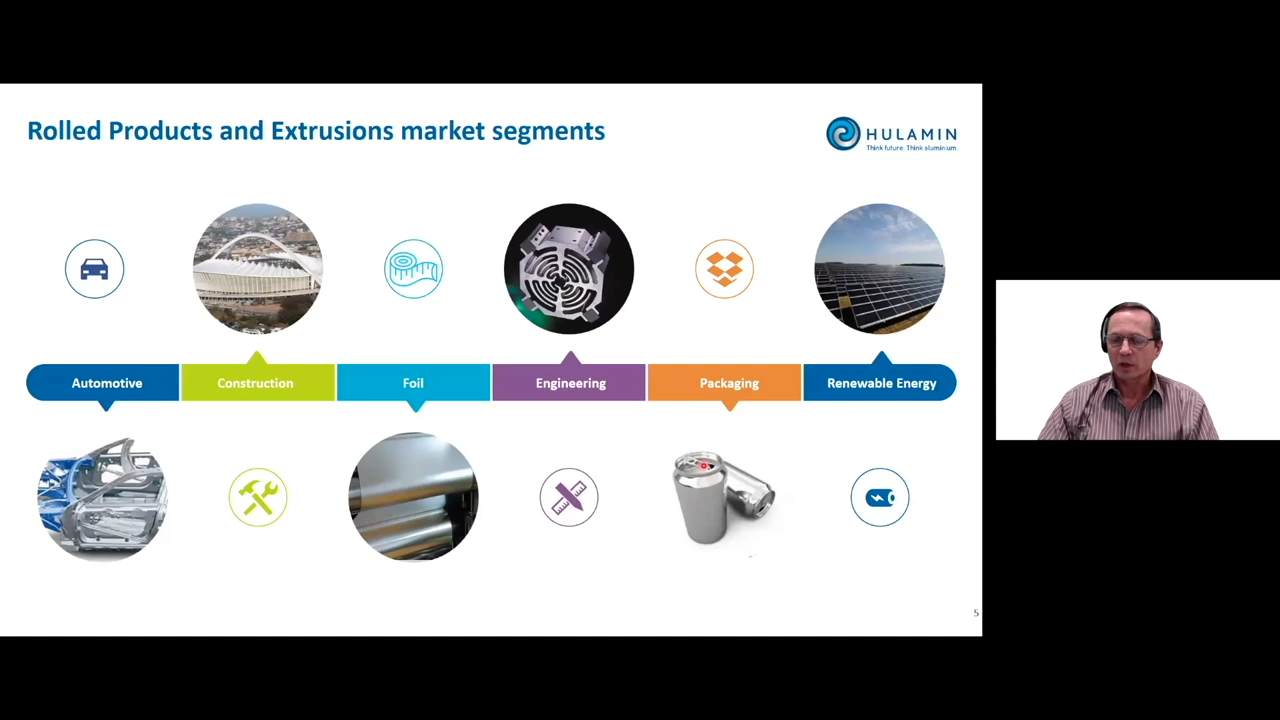 Rolled Products and Extrusions market segments
HULAMIN
Think future. Think aluminium.
Automotive
Construction
Foil
Engineering
Packaging
Renewable Energy
5